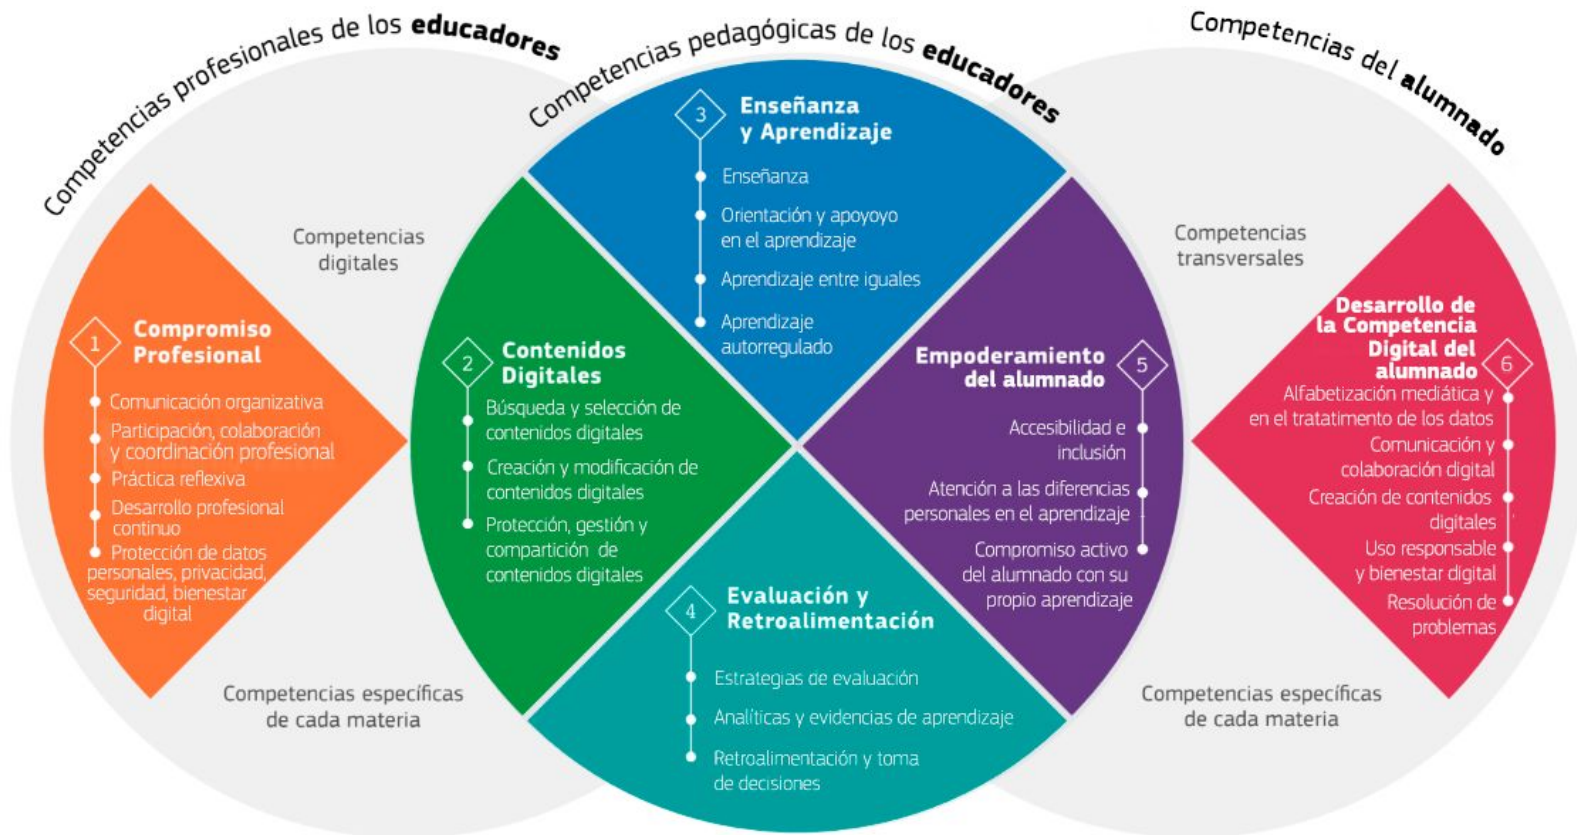 Competencias profesionales de los educadores
Competencias pedagógicas de los educadores
Competencias del alumnado
Competencias
digitales
Competencias específicas
de cada materia
1
Compromiso
Profesional
Comunicación organizativa
Participación, colaboración
y coordinación profesional
Práctica reflexiva
Desarrollo profesional
continuo
Protección de datos
personales, privacidad,
seguridad, bienestar
digital
2
Contenidos
Digitales
Búsqueda y selección de
contenidos digitales
Creación y modificación de
contenidos digitales
Protección, gestión y
compartición de
contenidos digitales
3
Enseñanza
y Aprendizaje
Enseñanza
Orientación y apoyoyo
en el aprendizaje
Aprendizaje entre iguales
Aprendizaje
autorregulado
4
Evaluación y
Retroalimentación
Estrategias de evaluación
Analíticas y evidencias de aprendizaje
Retroalimentación y toma
de decisiones
5
Empoderamiento
del alumnado
Accesibilidad e
inclusión
Atención a las diferencias
personales en el aprendizaje
Compromiso activo
del alumnado con su
propio aprendizaje
Competencias
transversales
Competencias específicas
de cada materia
6
Desarrollo de
la Competencia
Digital del
alumnado
Alfabetización mediática y
en el tratatimento de los datos
Comunicación y
colaboración digital
Creación de contenidos
digitales
Uso responsable
y bienestar digital
Resolución de
problemas